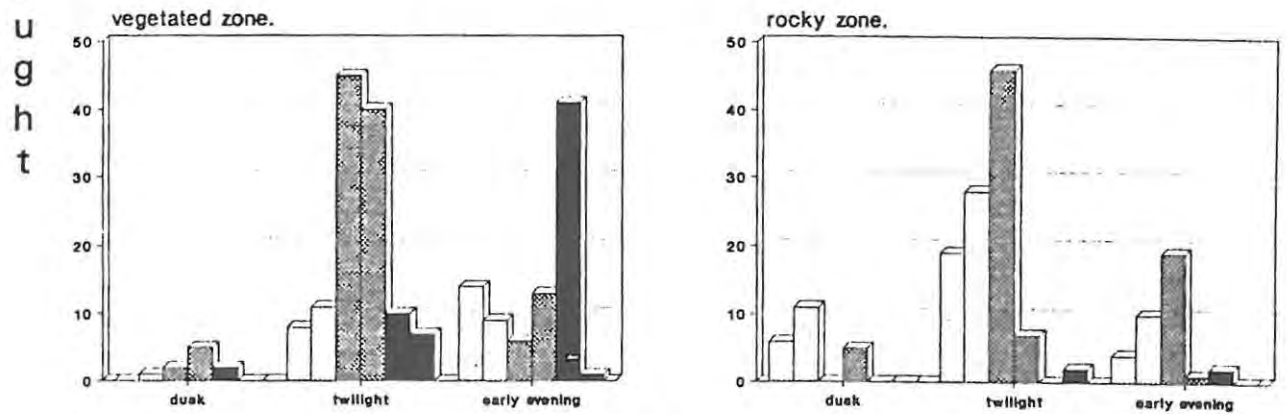 u
g
h
t
vegetated zone.
50
40
30
20
10
0
dusk
twilight
early evening
rocky zone.
50
40
30
20
10
0
dusk
twilight
early evening